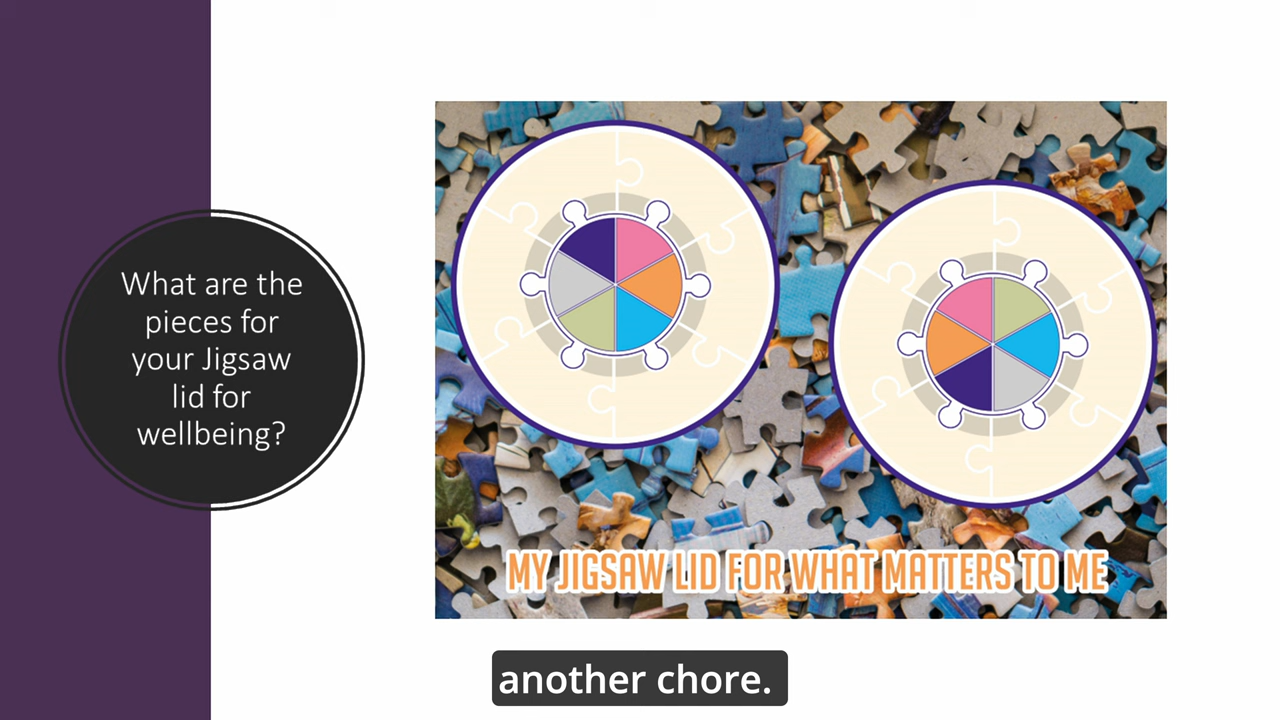 What are the
pieces for
your Jigsaw
lid for
wellbeing?
MY JIGSAW LID FOR WHAT MATTERS TO ME
another chore.